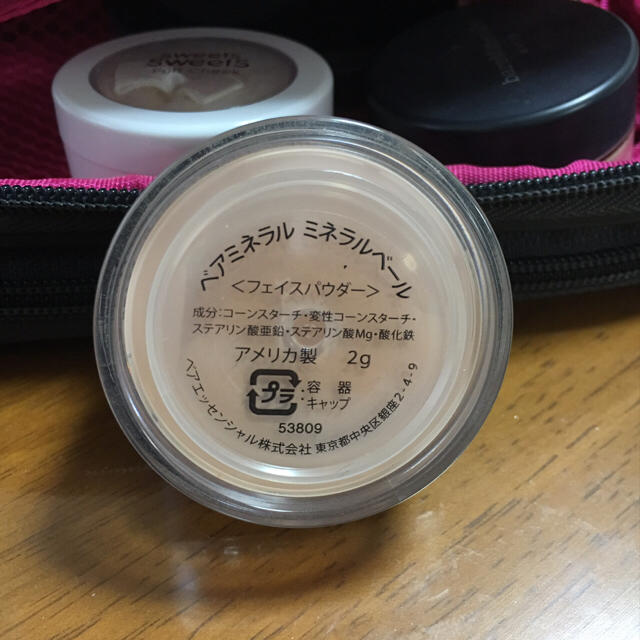 sweets
sweets
ベアミネラル ミネラルベール
<フェイスパウダー>
成分:コーンスターチ・変性コーンスターチ・
ステアリン酸亜鉛・ステアリン酸Mg・酸化鉄
アメリカ製 2g
プラ :容器
:キャップ
53809
ベアエッセンシャル株式会社 東京都中央区銀座2-4-9